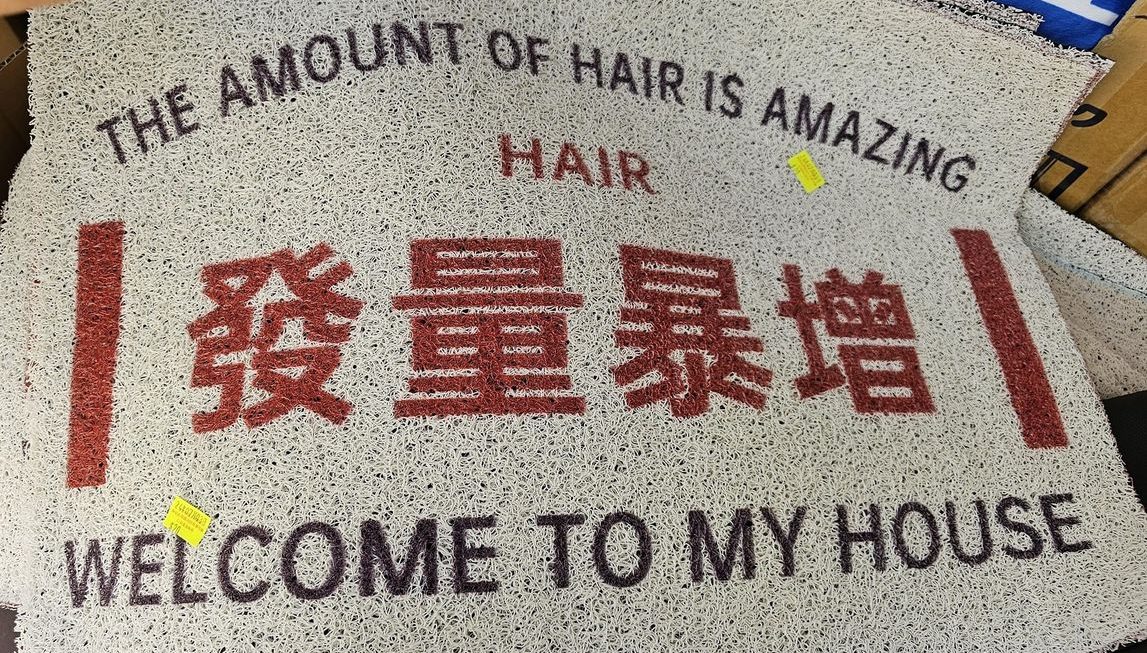 THE AMOUNT OF HAIR IS AMAZING
HAIR
發量暴增
WELCOME TO MY HOUSE